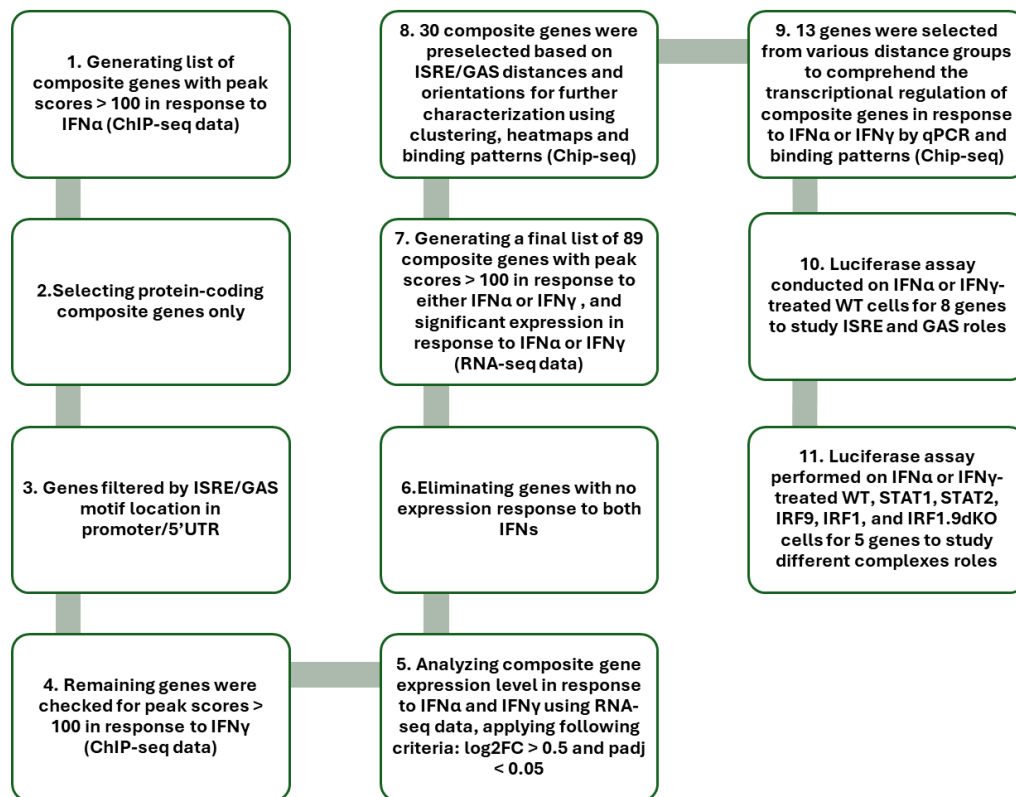 1. Generating list of
composite genes with peak
scores > 100 in response to
IFNα (ChIP-seq data)
2.Selecting protein-coding
composite genes only
3. Genes filtered by ISRE/GAS
motif location in
promoter/5'UTR
4. Remaining genes were
checked for peak scores >
100 in response to IFNγ
(ChIP-seq data)
5. Analyzing composite gene
expression level in response
to IFNα and IFNγ using RNA-
seq data, applying following
criteria: log2FC > 0.5 and padj
< 0.05
6.Eliminating genes with no
expression response to both
IFNs
7. Generating a final list of 89
composite genes with peak
scores > 100 in response to
either IFNα or IFNγ , and
significant expression in
response to IFNα or IFNγ
(RNA-seq data)
8. 30 composite genes were
preselected based on
ISRE/GAS distances and
orientations for further
characterization using
clustering, heatmaps and
binding patterns (Chip-seq)
9. 13 genes were selected
from various distance groups
to comprehend the
transcriptional regulation of
composite genes in response
to IFNα or IFNγ by qPCR and
binding patterns (Chip-seq)
10. Luciferase assay
conducted on IFNα or IFNγ-
treated WT cells for 8 genes
to study ISRE and GAS roles
11. Luciferase assay
performed on IFNα or IFNγ-
treated WT, STAT1, STAT2,
IRF9, IRF1, and IRF1.9dKO
cells for 5 genes to study
different complexes roles